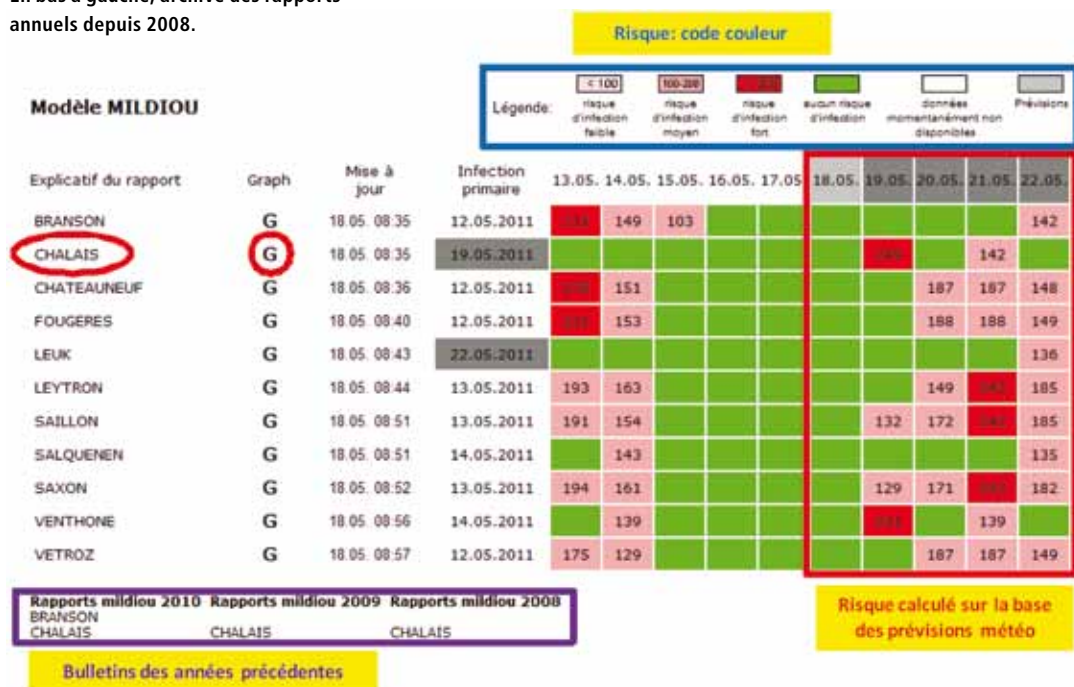 En bas à gauche, archive des rapports
annuels depuis 2008.
Risque: code couleur
Modèle MILDIOU
Légende:
< 100 100-200
risque d'infection faible
risque d'infection moyen
risque d'infection fort
aucun risque d'infection
données momentanément non disponibles
Prévisions
Explicatif du rapport Graph Mise à jour Infection primaire 13.05. 14.05. 15.05. 16.05. 17.05 18.05. 19.05. 20.05. 21.05. 22.05.
BRANSON G 18.05. 08:35 12.05.2011 149 103 142
CHALAIS G 18.05. 08:35 19.05.2011 142
CHATEAUNEUF G 18.05. 08:36 12.05.2011 151 187 187 148
FOUGERES G 18.05. 08:40 12.05.2011 153 188 188 149
LEUK G 18.05. 08:43 22.05.2011 136
LEYTRON G 18.05. 08:44 13.05.2011 193 163 149 185
SAILLON G 18.05. 08:51 13.05.2011 191 154 132 172 185
SALQUENEN G 18.05. 08:51 14.05.2011 143 135
SAXON G 18.05. 08:52 13.05.2011 194 161 129 171 182
VENTHONE G 18.05. 08:56 14.05.2011 139 139
VETROZ G 18.05. 08:57 12.05.2011 175 129 187 187 149
Rapports mildiou 2010 Rapports mildiou 2009 Rapports mildiou 2008
BRANSON
CHALAIS CHALAIS CHALAIS
Risque calculé sur la base
des prévisions météo
Bulletins des années précédentes